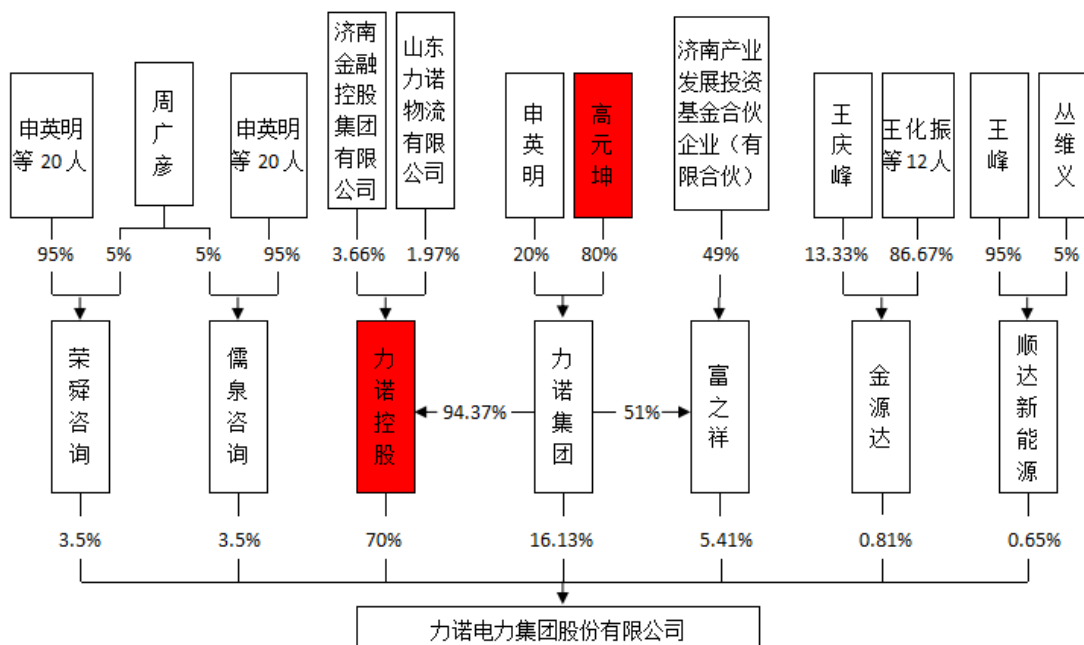 申英明
等 20 人
周广彦
申英明
等 20 人
济南
金融
控股
集团
有限
公司
山东
力诺
物流
有限
公司
申英明
高元坤
济南产业
发展投资
基金合伙
企业（有
限合伙）
王庆峰
王化振
等 12人
王峰
丛维义
95%
5%
5%
95%
3.66%
1.97%
20%
80%
49%
13.33%
86.67%
95%
5%
荣舜咨询
儒泉咨询
力诺控股
94.37%
力诺集团
51%
富之祥
金源达
顺达新能源
3.5%
3.5%
70%
16.13%
5.41%
0.81%
0.65%
力诺电力集团股份有限公司